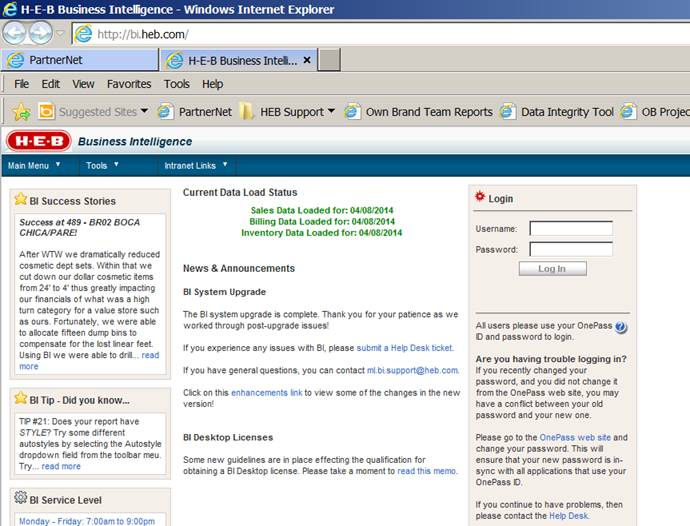 H-E-B Business Intelligence - Windows Internet Explorer
http://bi.heb.com/
PartnerNet
H-E-B Business Intelli... ×
File Edit View Favorites Tools Help
Suggested Sites PartnerNet HEB Support Own Brand Team Reports Data Integrity Tool OB Projec
H-E-B Business Intelligence
Main Menu Tools Intranet Links
BI Success Stories
Success at 489 - BR02 BOCA
CHICA/PARE!
After WTW we dramatically reduced
cosmetic dept sets. Within that we
cut down our dollar cosmetic items
from 24' to 4' thus greatly impacting
our financials of what was a high
turn category for a value store such
as ours. Fortunately, we were able
to allocate fifteen dump bins to
compensate for the lost linear feet.
Using BI we were able to drill... read
more
BI Tip - Did you know...
TIP #21: Does your report have
STYLE? Try some different
autostyles by selecting the Autostyle
dropdown field from the toolbar meu.
Try... read more
BI Service Level
Monday - Friday: 7:00am to 9:00pm
Current Data Load Status
Sales Data Loaded for: 04/08/2014
Billing Data Loaded for: 04/08/2014
Inventory Data Loaded for: 04/08/2014
News & Announcements
BI System Upgrade
The BI system upgrade is complete. Thank you for your patience as we
worked through post-upgrade issues!
If you experience any issues with BI, please submit a Help Desk ticket.
If you have general questions, you can contact ml.bi.support@heb.com.
Click on this enhancements link to view some of the changes in the new
version!
BI Desktop Licenses
Some new guidelines are in place effecting the qualification for
obtaining a BI Desktop license. Please take a moment to read this memo.
Login
Username:
Password:
Log In
All users please use your OnePass
ID and password to login.
Are you having trouble logging in?
If you recently changed your
password, and you did not change it
from the OnePass web site, you may
have a conflict between your old
password and your new one.
Please go to the OnePass web site and
change your password. This will
ensure that your new password is in-
sync with all applications that use your
OnePass ID.
If you continue to have problems, then
please contact the Help Desk.